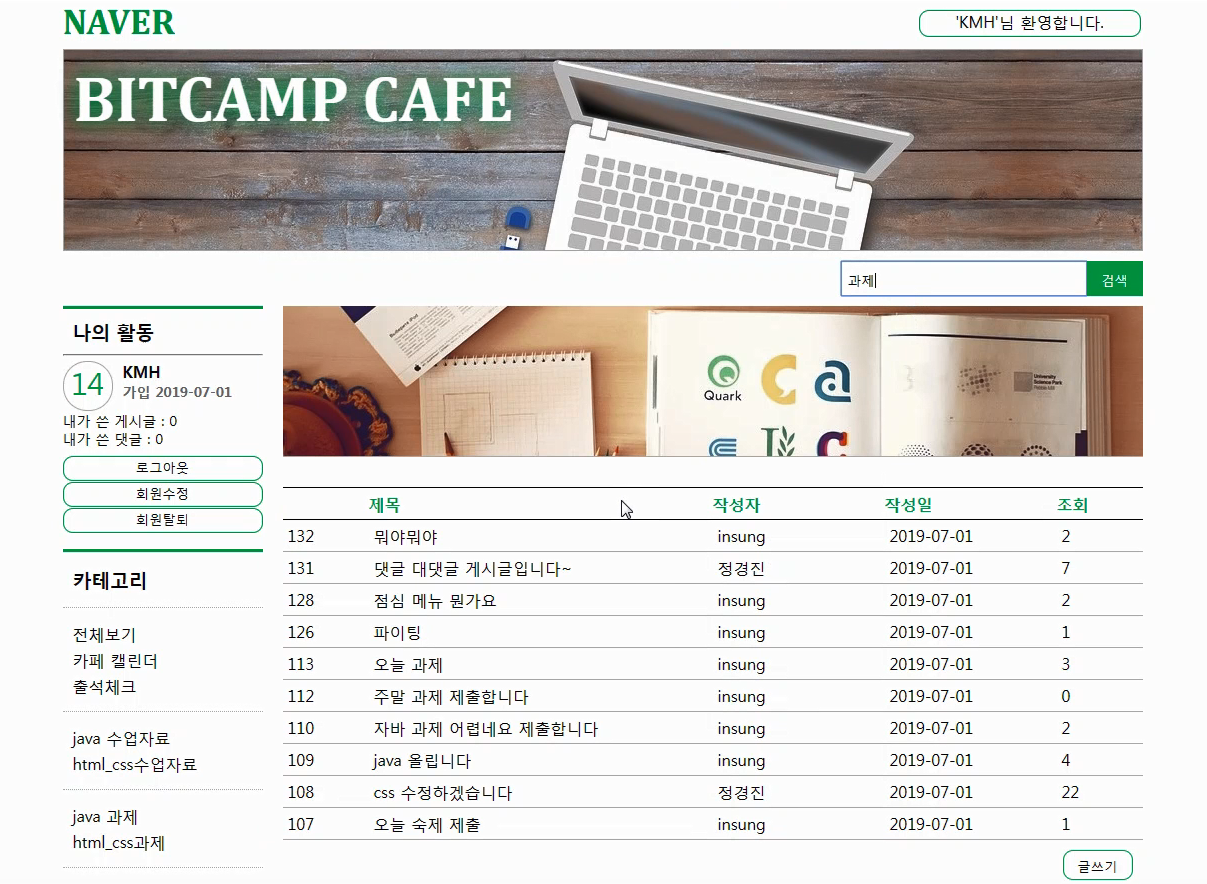 NAVER
'KMH'님 환영합니다.
BITCAMP CAFE
과제 검색
나의 활동
14
KMH
가입 2019-07-01
내가 쓴 게시글 : 0
내가 쓴 댓글 : 0
로그아웃
회원수정
회원탈퇴
카테고리
전체보기
카페 캘린더
출석체크
java 수업자료
html_css수업자료
java 과제
html_css과제
Quark
University
Science Park
제목 작성자 작성일 조회
132 뭐야뭐야 insung 2019-07-01 2
131 댓글 대댓글 게시글입니다~ 정경진 2019-07-01 7
128 점심 메뉴 뭔가요 insung 2019-07-01 2
126 파이팅 insung 2019-07-01 1
113 오늘 과제 insung 2019-07-01 3
112 주말 과제 제출합니다 insung 2019-07-01 0
110 자바 과제 어렵네요 제출합니다 insung 2019-07-01 2
109 java 올립니다 insung 2019-07-01 4
108 css 수정하겠습니다 정경진 2019-07-01 22
107 오늘 숙제 제출 insung 2019-07-01 1
글쓰기